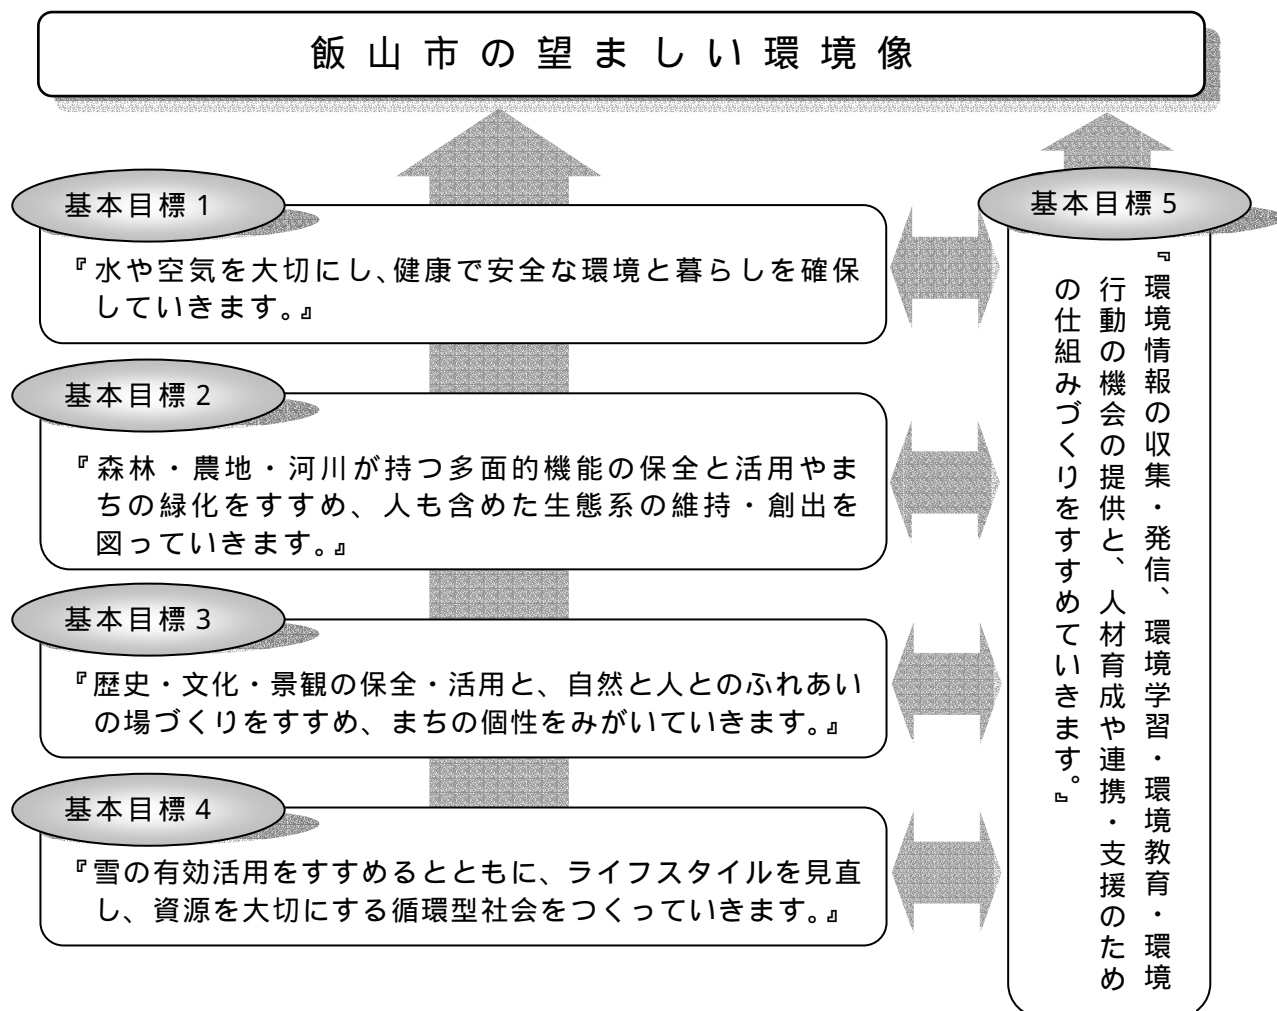 飯山市の望ましい環境像
基本目標１
『水や空気を大切にし、健康で安全な環境と暮らしを確保
していきます。』
基本目標２
『森林・農地・河川が持つ多面的機能の保全と活用やま
ちの緑化をすすめ、人も含めた生態系の維持・創出を
図っていきます。』
基本目標３
『歴史・文化・景観の保全・活用と、自然と人とのふれあい
の場づくりをすすめ、まちの個性をみがいていきます。』
基本目標４
『雪の有効活用をすすめるとともに、ライフスタイルを見直
し、資源を大切にする循環型社会をつくっていきます。』
基本目標５
『環境情報の収集・発信、環境学習・環境教育・環境
行動の機会の提供と、人材育成や連携・支援のため
の仕組みづくりをすすめていきます。』